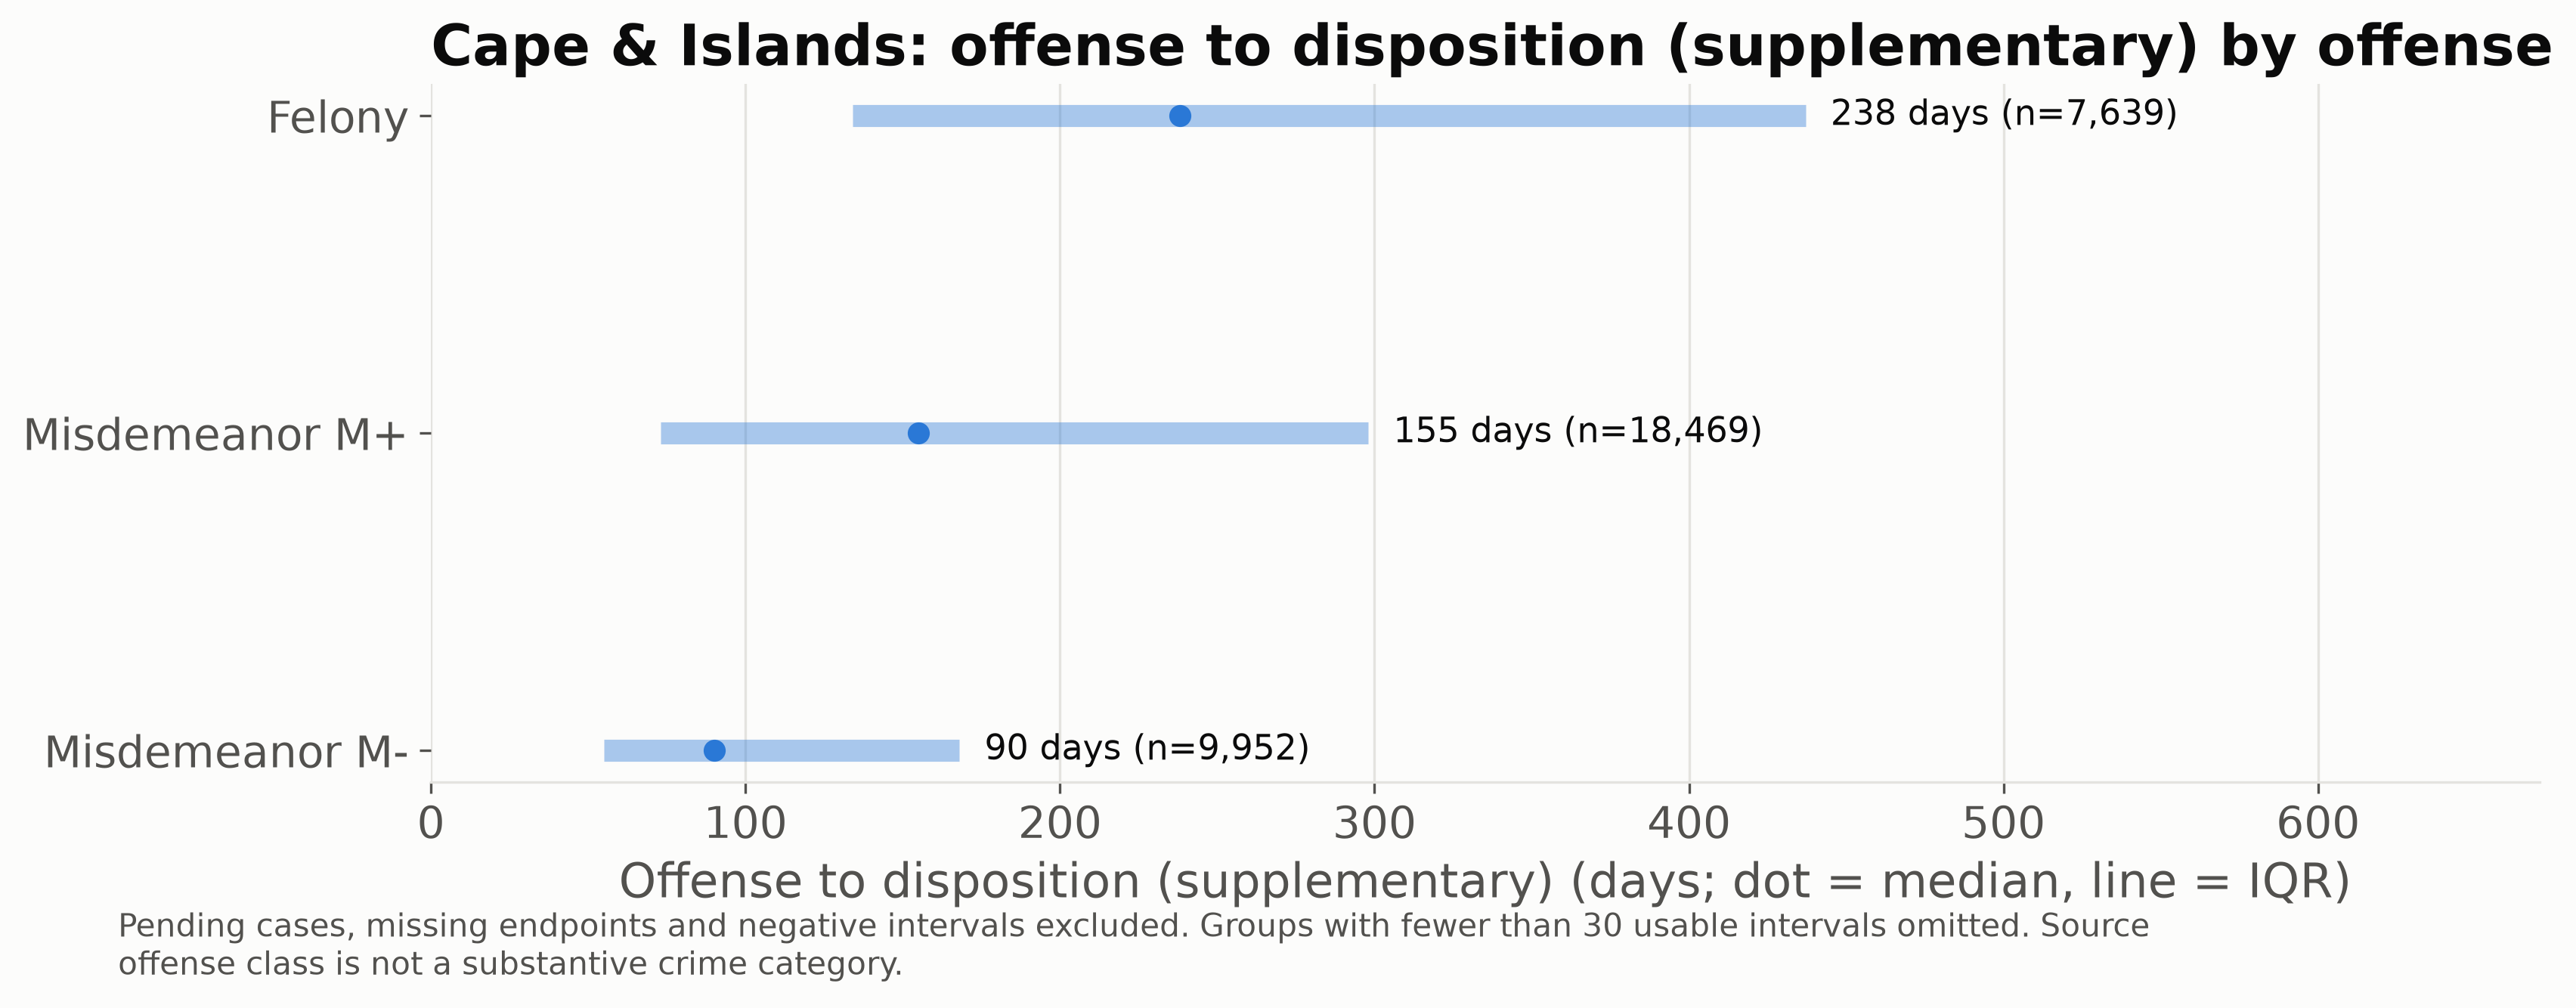 Cape & Islands: offense to disposition (supplementary) by offense
Felony
238 days (n=7,639)
Misdemeanor M+
155 days (n=18,469)
Misdemeanor M-
90 days (n=9,952)
0 100 200 300 400 500 600
Offense to disposition (supplementary) (days; dot = median, line = IQR)
Pending cases, missing endpoints and negative intervals excluded. Groups with fewer than 30 usable intervals omitted. Source
offense class is not a substantive crime category.